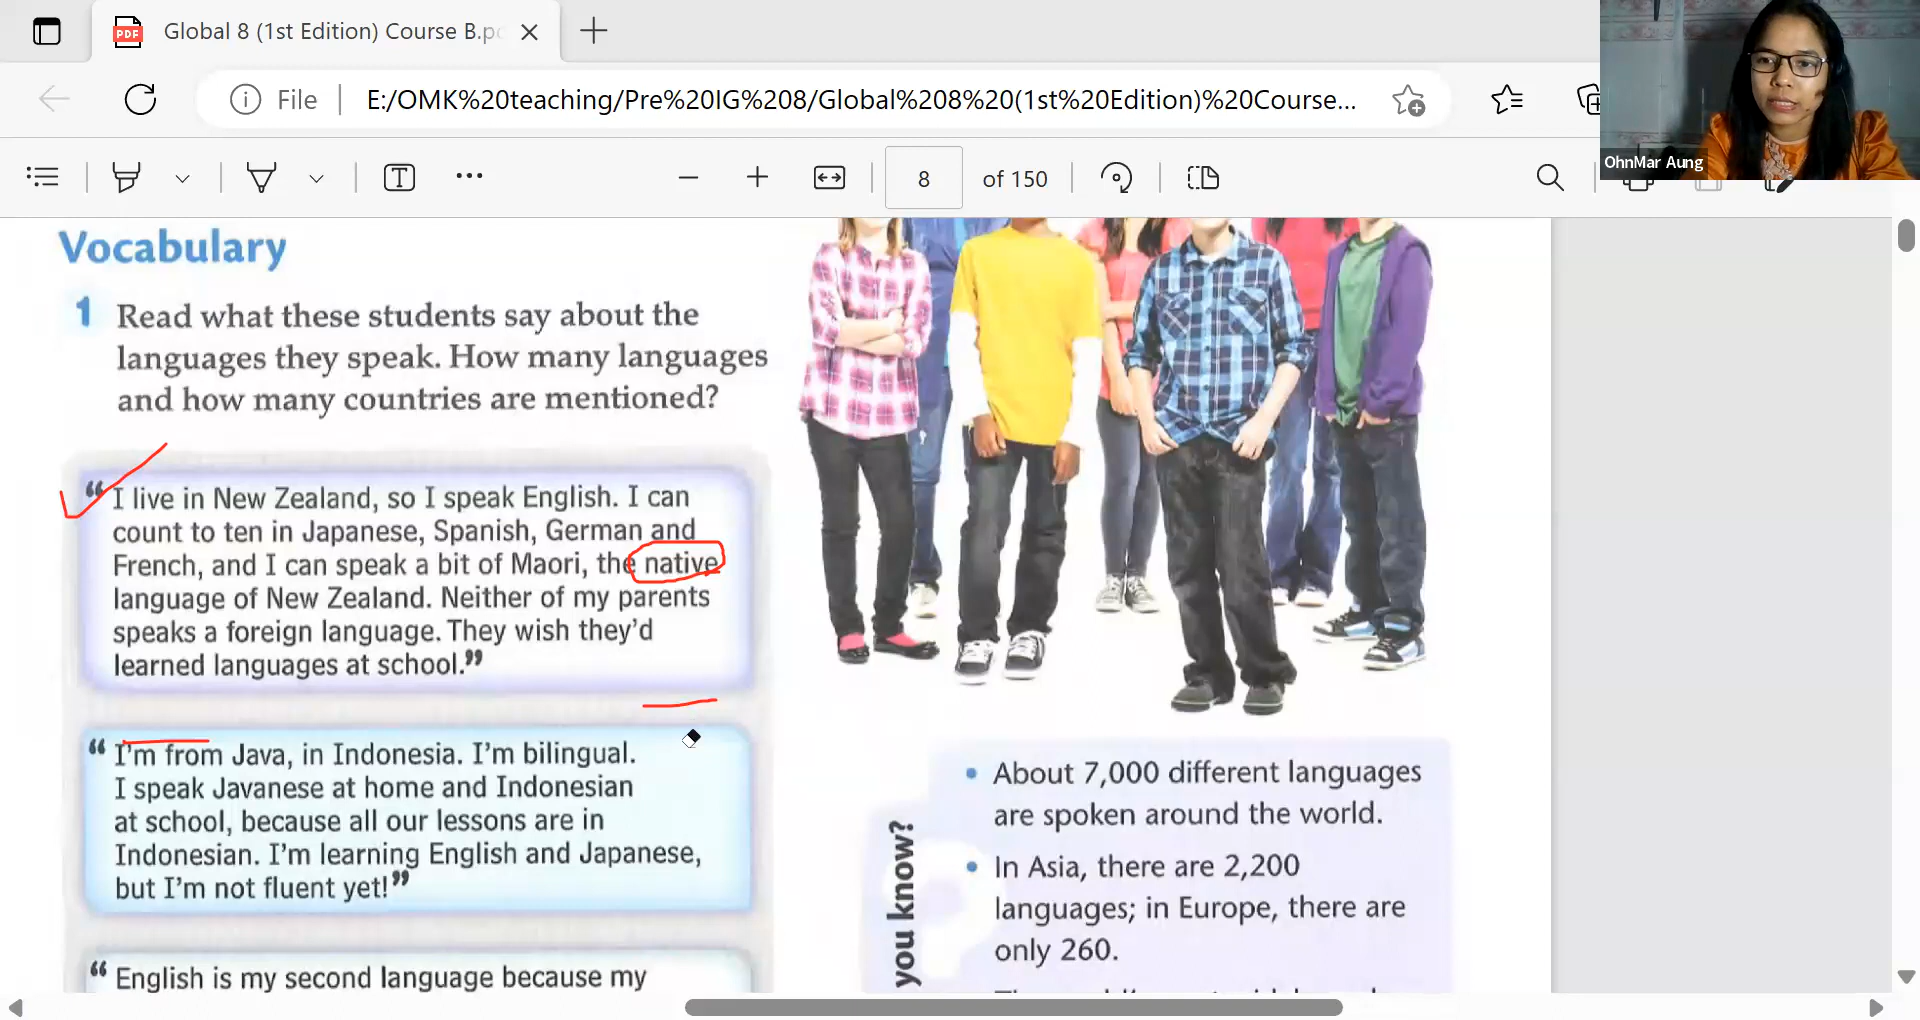 Global 8 (1st Edition) Course B.p
File
E:/OMK%20teaching/Pre%20IG%208/Global%208%20(1st%20Edition)%20Course...
8 of 150
OhnMar Aung
Vocabulary
1 Read what these students say about the
languages they speak. How many languages
and how many countries are mentioned?
“I live in New Zealand, so I speak English. I can
count to ten in Japanese, Spanish, German and
French, and I can speak a bit of Maori, the native
language of New Zealand. Neither of my parents
speaks a foreign language. They wish they’d
learned languages at school.”
“I’m from Java, in Indonesia. I’m bilingual.
I speak Javanese at home and Indonesian
at school, because all our lessons are in
Indonesian. I’m learning English and Japanese,
but I’m not fluent yet!”
“English is my second language because my
you know?
• About 7,000 different languages
are spoken around the world.
• In Asia, there are 2,200
languages; in Europe, there are
only 260.